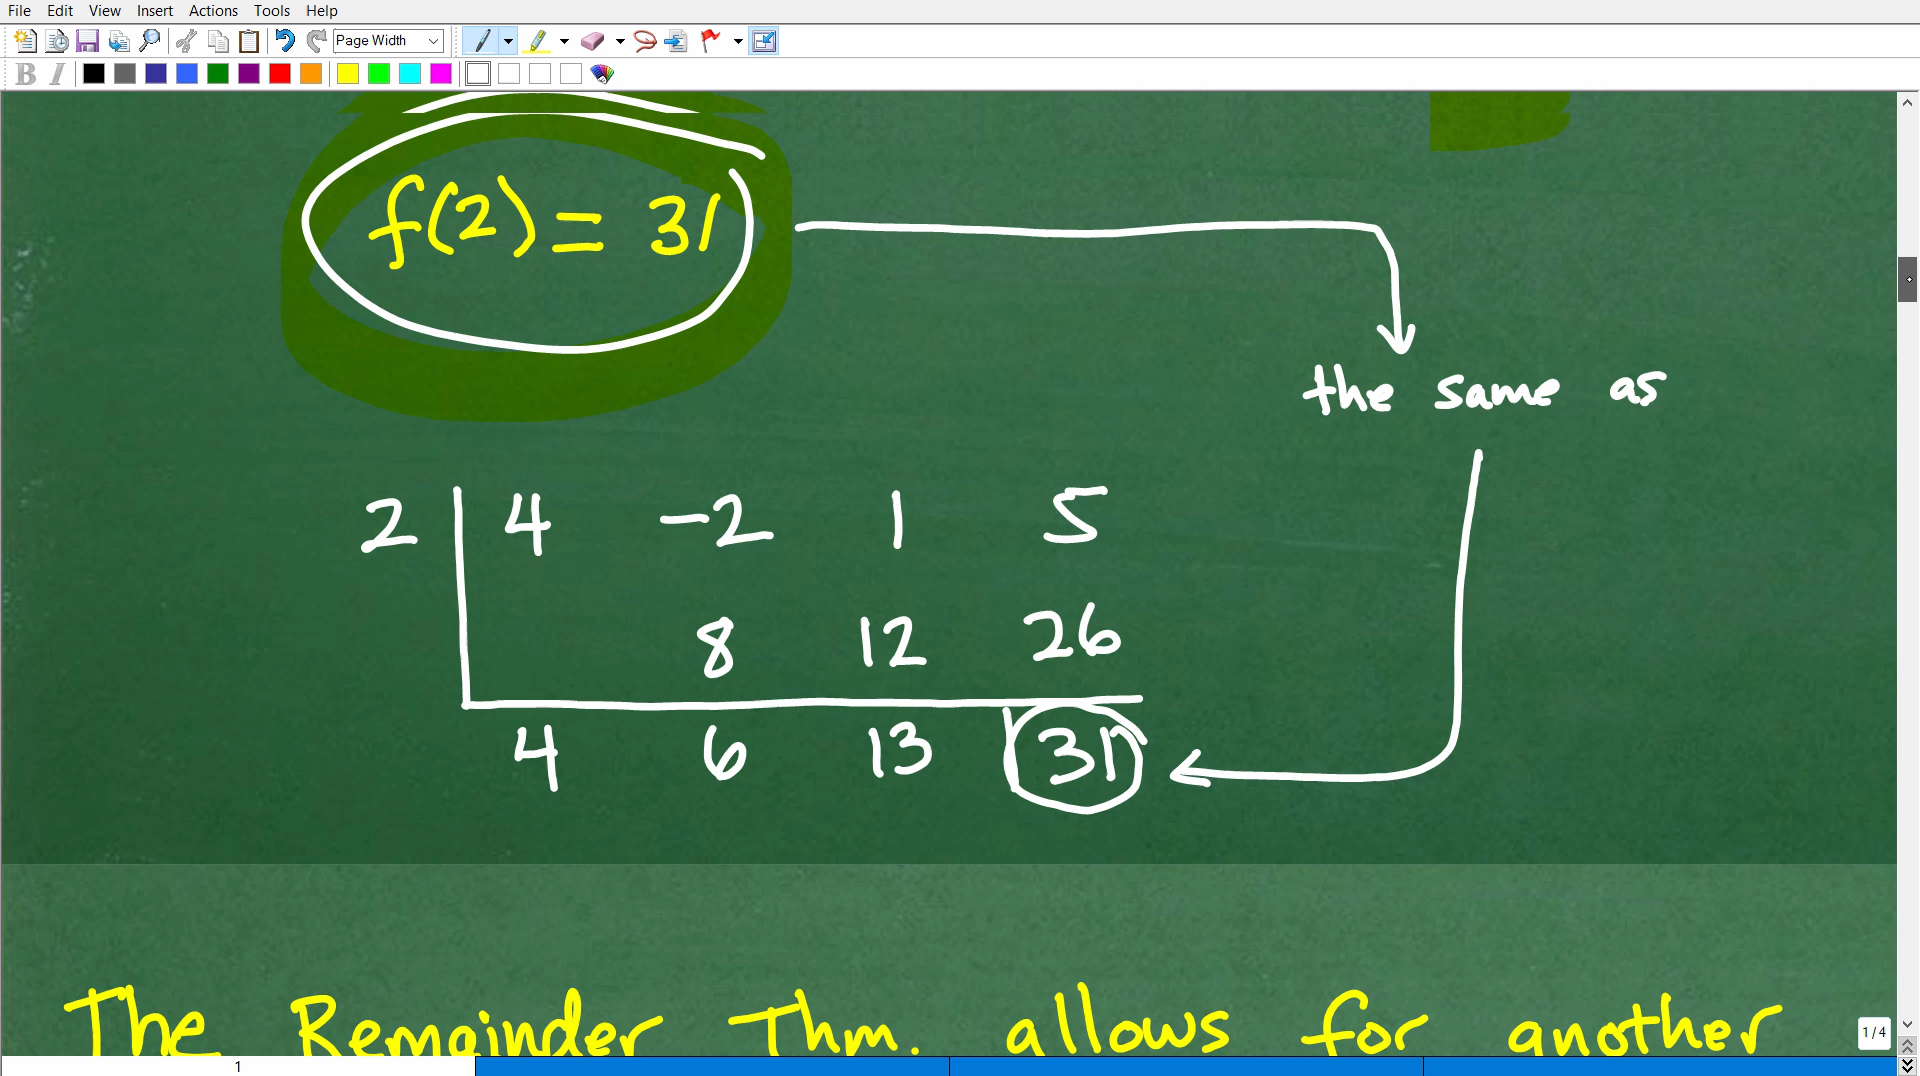 File Edit View Insert Actions Tools Help
Page Width
B I
f(2) = 31
the same as
2 4 -2 1 5
8 12 26
4 6 13 31
The Remainder Thm. allows for another
1 / 4
1